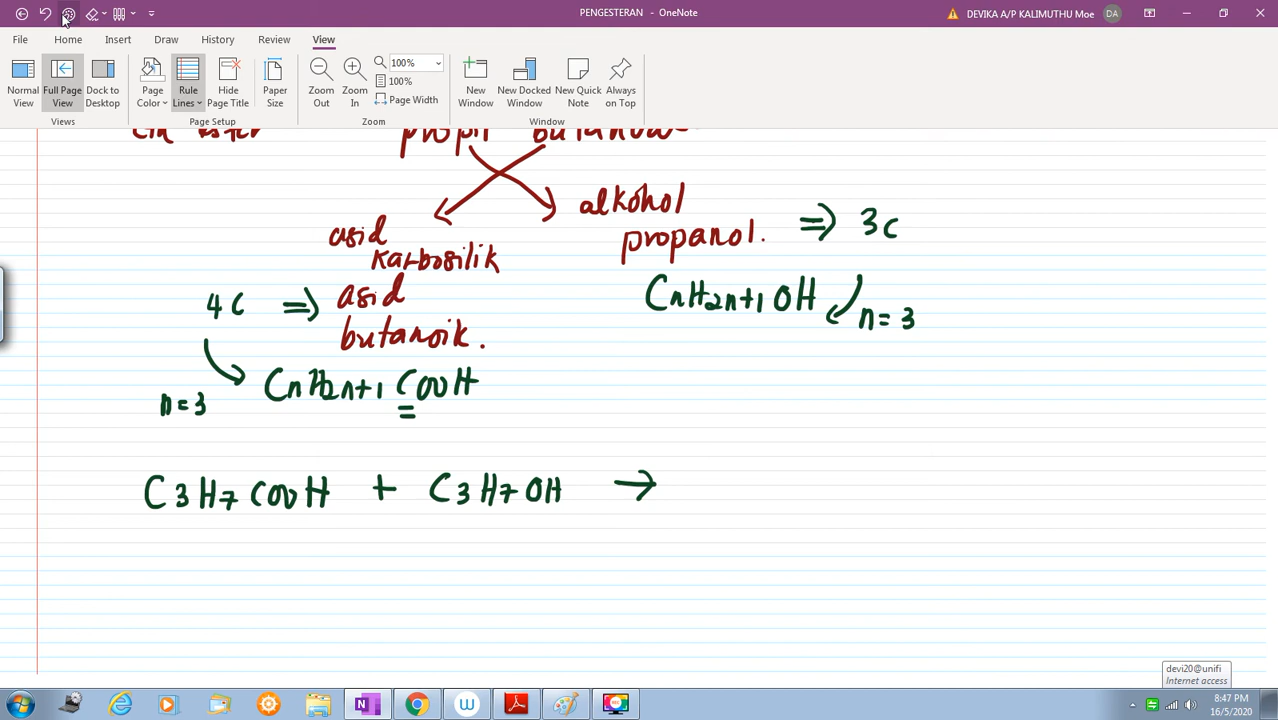 PENGESTERAN - OneNote
DEVIKA A/P KALIMUTHU Moe
DA
File
Home
Insert
Draw
History
Review
View
Normal View
Full Page View
Dock to Desktop
Views
Page Color
Rule Lines
Hide Page Title
Paper Size
Page Setup
Zoom Out
Zoom In
100%
100%
Page Width
Zoom
New Window
New Docked Window
New Quick Note
Always on Top
Window
ester propil
alkohol
propanol. ⇒ 3C
asid
karbosilik
CnH2n+1 OH
n = 3
4C ⇒ asid
butanoik.
n = 3
CnH2n+1 COOH
C3H7COOH + C3H7OH →
devi20@unifi
Internet access
8:47 PM
16/5/2020